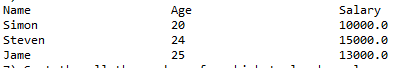 Name Age Salary
Simon 20 10000.0
Steven 24 15000.0
Jame 25 13000.0